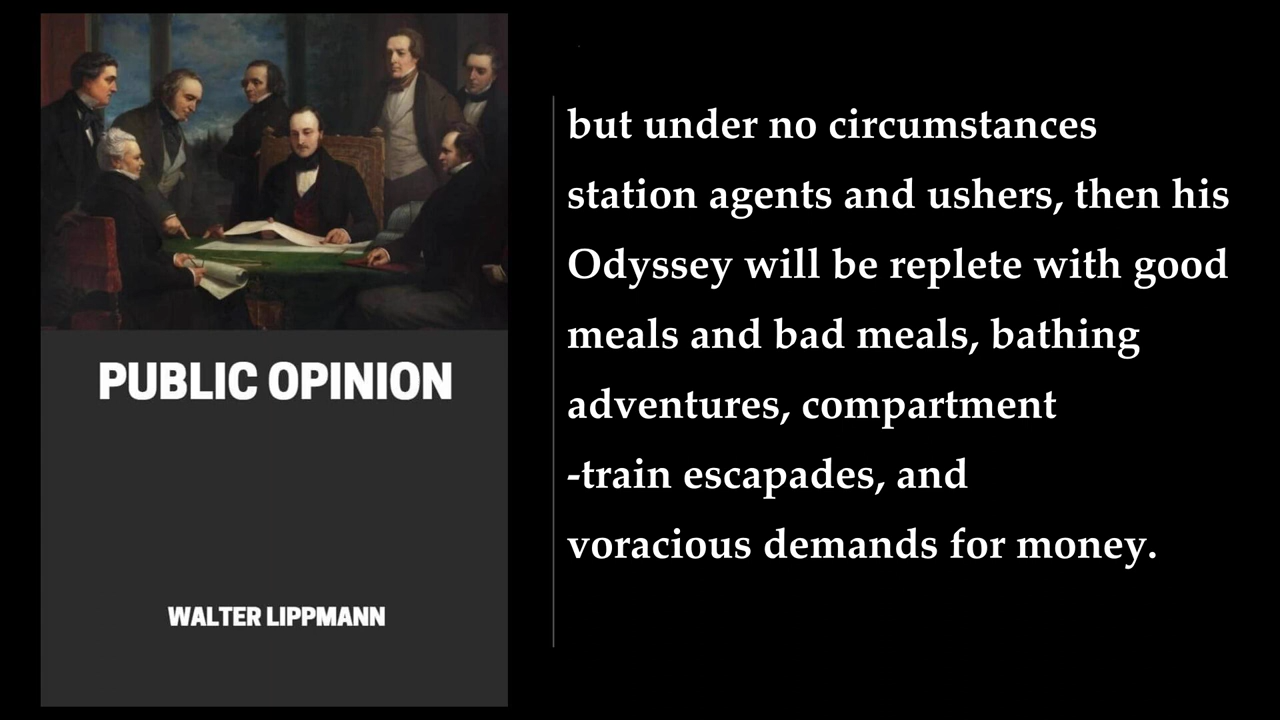 PUBLIC OPINION
WALTER LIPPMANN
but under no circumstances
station agents and ushers, then his
Odyssey will be replete with good
meals and bad meals, bathing
adventures, compartment
-train escapades, and
voracious demands for money.